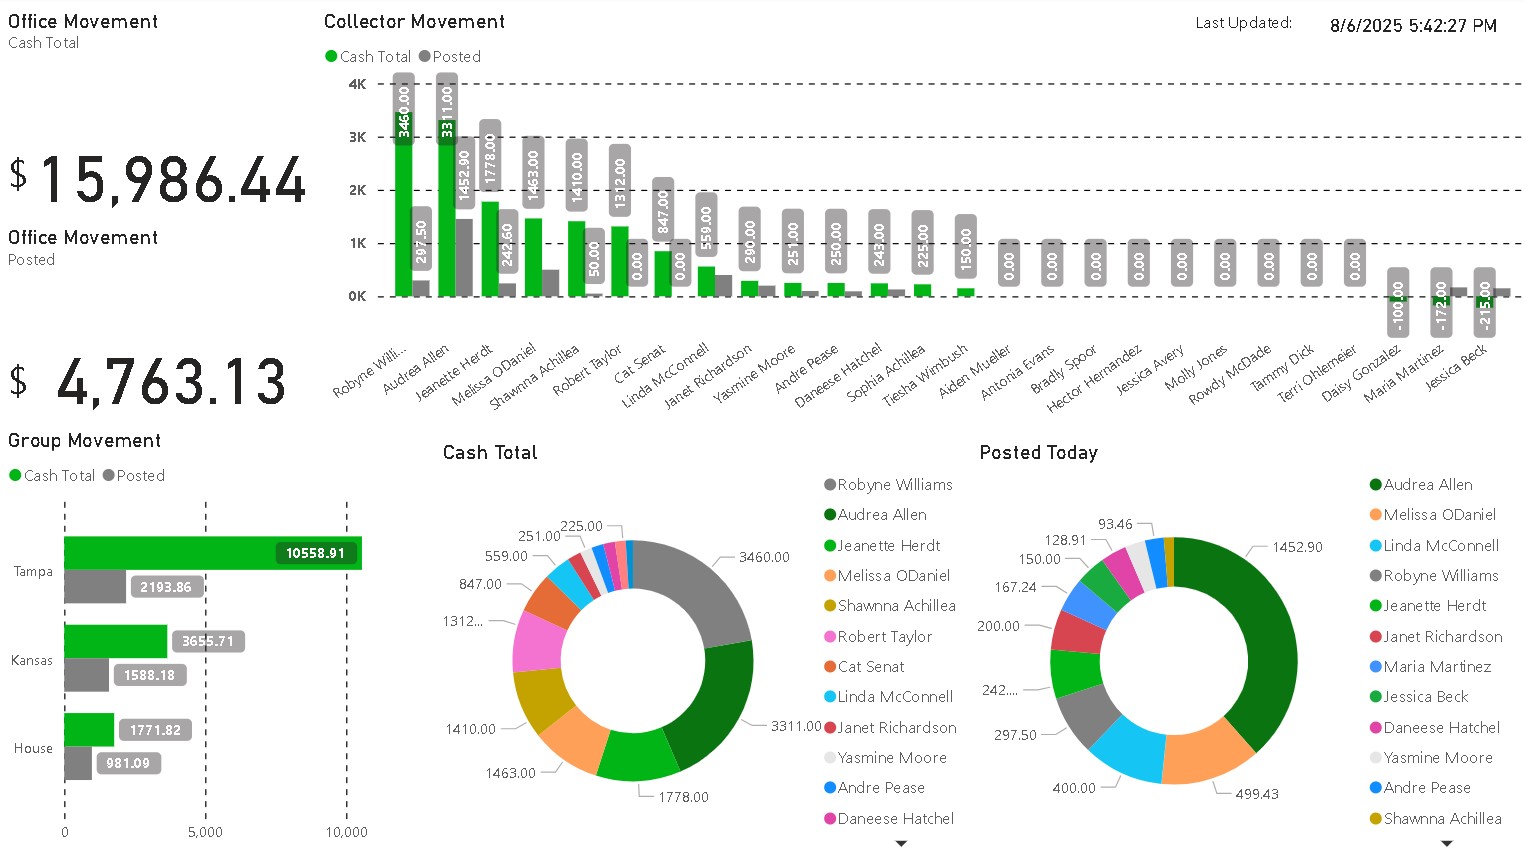 Office Movement
Cash Total
$ 15,986.44
Office Movement
Posted
$ 4,763.13
Collector Movement
Cash Total Posted
Last Updated: 8/6/2025 5:42:27 PM
4K
3K
2K
1K
0K
3460.00
297.50
3311.00
1452.90
1778.00
242.60
1463.00
1410.00
50.00
1312.00
0.00
847.00
0.00
559.00
290.00
251.00
250.00
243.00
225.00
150.00
0.00
0.00
0.00
0.00
0.00
0.00
0.00
0.00
0.00
-100.00
-172.00
-215.00
Robyne Willi...
Audrea Allen
Jeanette Herdt
Melissa ODaniel
Shawnna Achillea
Robert Taylor
Cat Senat
Linda McConnell
Janet Richardson
Yasmine Moore
Andre Pease
Daneese Hatchel
Sophia Achillea
Tiesha Wimbush
Aiden Mueller
Antonia Evans
Brady Spoor
Hector Hernandez
Jessica Avery
Molly Jones
Rowdy McDade
Tammy Dick
Terri Ohlemeier
Daisy Gonzalez
Maria Martinez
Jessica Beck
Group Movement
Cash Total Posted
Tampa
10558.91
2193.86
Kansas
3655.71
1588.18
House
1771.82
981.09
0 5,000 10,000
Cash Total
3460.00
3311.00
1778.00
1463.00
1410.00
1312...
847.00
559.00
251.00
225.00
Robyne Williams
Audrea Allen
Jeanette Herdt
Melissa ODaniel
Shawnna Achillea
Robert Taylor
Cat Senat
Linda McConnell
Janet Richardson
Yasmine Moore
Andre Pease
Daneese Hatchel
Posted Today
1452.90
499.43
400.00
297.50
242....
200.00
167.24
150.00
128.91
93.46
Audrea Allen
Melissa ODaniel
Linda McConnell
Robyne Williams
Jeanette Herdt
Janet Richardson
Maria Martinez
Jessica Beck
Daneese Hatchel
Yasmine Moore
Andre Pease
Shawnna Achillea